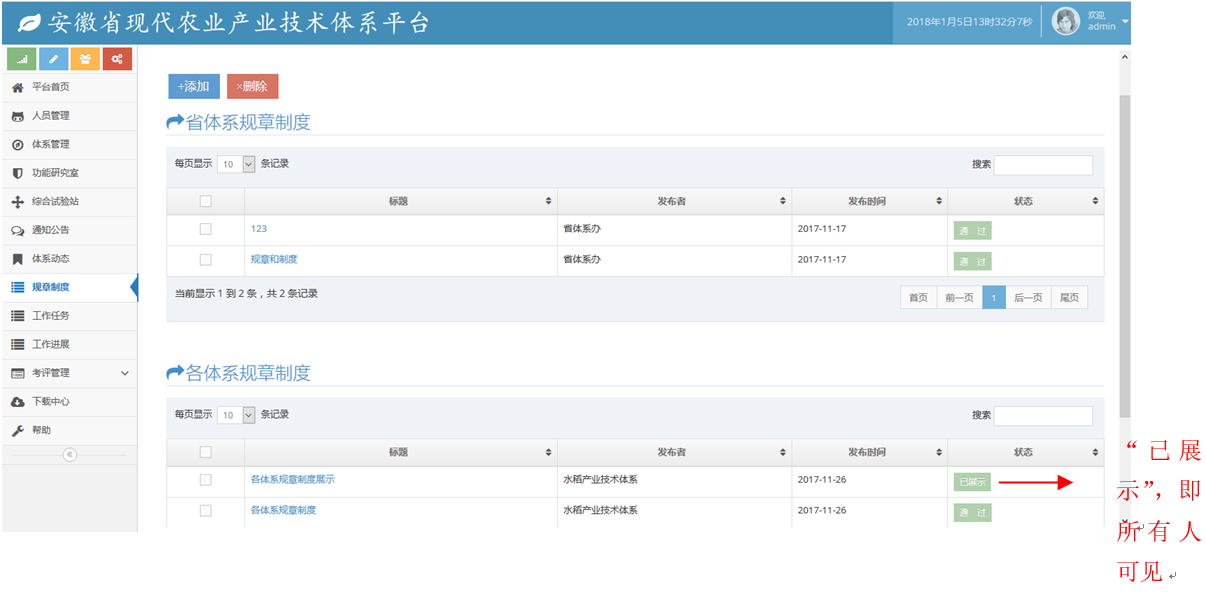 安徽省现代农业产业技术体系平台
2018年1月5日13时32分7秒
欢迎,
admin
平台首页
人员管理
体系管理
功能研究室
综合试验站
通知公告
体系动态
规章制度
工作任务
工作进展
考评管理
下载中心
帮助
+添加 ×删除
省体系规章制度
每页显示 10 条记录 搜索
标题 发布者 发布时间 状态
123 省体系办 2017-11-17 通 过
规章和制度 省体系办 2017-11-17 通 过
当前显示 1 到 2 条，共 2 条记录 首页 前一页 1 后一页 尾页
各体系规章制度
每页显示 10 条记录 搜索
标题 发布者 发布时间 状态
各体系规章制度展示 水稻产业技术体系 2017-11-26 已展示
各体系规章制度 水稻产业技术体系 2017-11-26 通 过
“已展
示”，即
所有人
可见